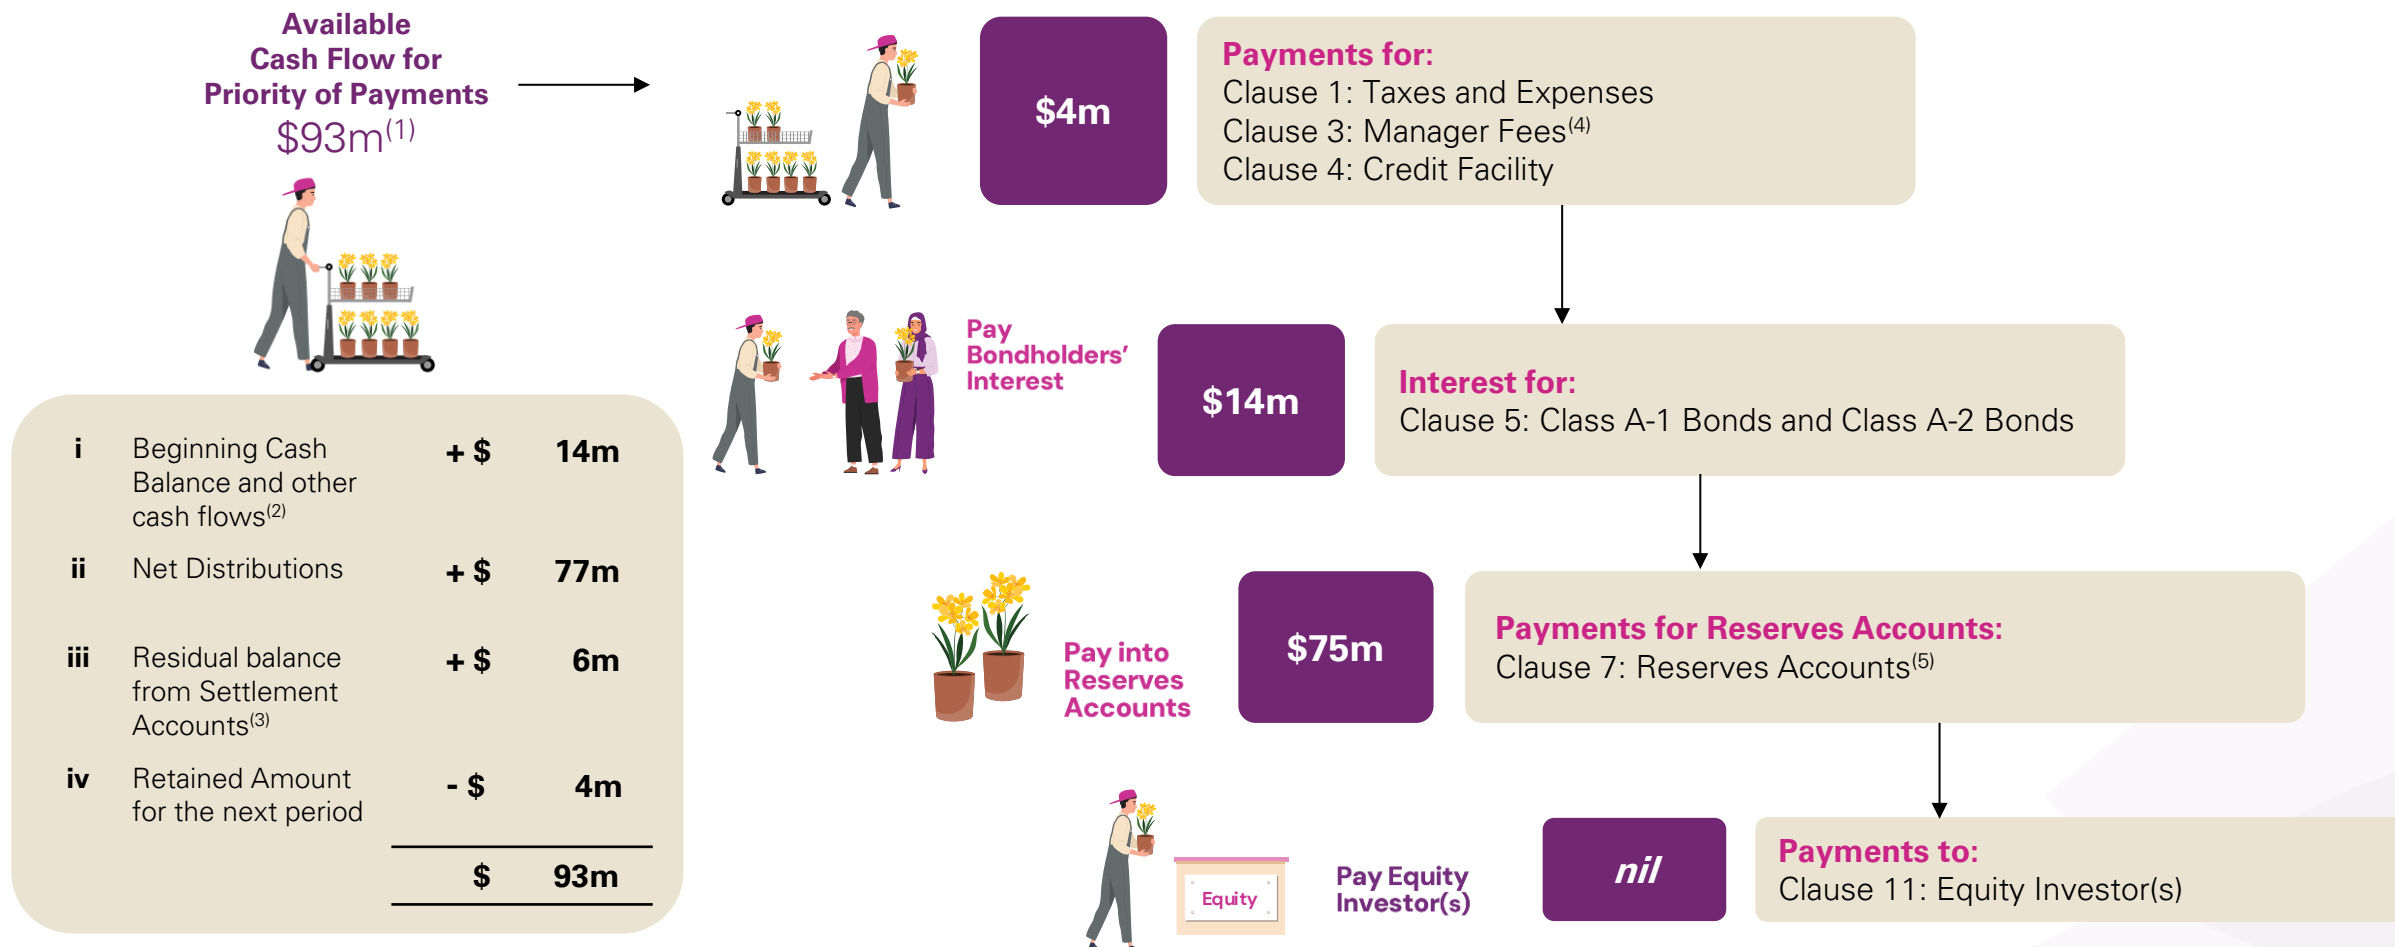 Available
Cash Flow for
Priority of Payments
$93m(1)
i Beginning Cash + $ 14m
Balance and other
cash flows(2)
ii Net Distributions + $ 77m
iii Residual balance + $ 6m
from Settlement
Accounts(3)
iv Retained Amount - $ 4m
for the next period
$ 93m
$4m
Payments for:
Clause 1: Taxes and Expenses
Clause 3: Manager Fees(4)
Clause 4: Credit Facility
Pay
Bondholders’
Interest
$14m
Interest for:
Clause 5: Class A-1 Bonds and Class A-2 Bonds
Pay into
Reserves
Accounts
$75m
Payments for Reserves Accounts:
Clause 7: Reserves Accounts(5)
Equity
Pay Equity
Investor(s)
nil
Payments to:
Clause 11: Equity Investor(s)